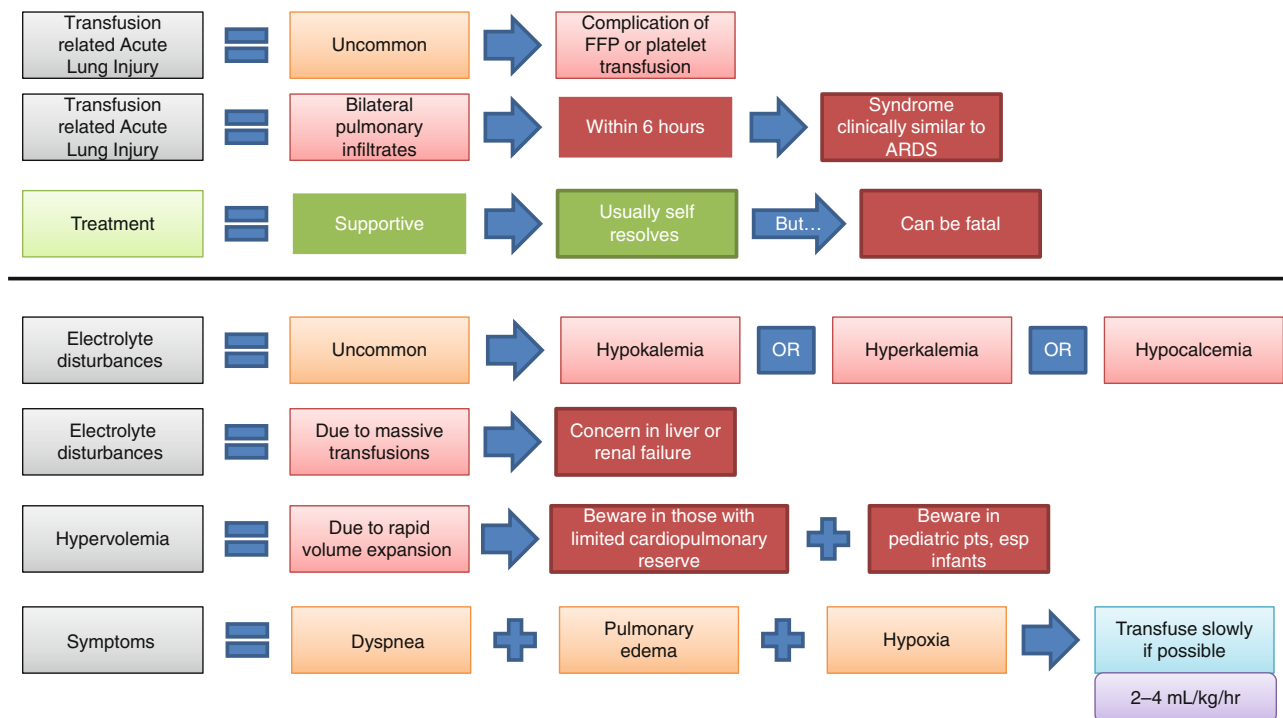 Transfusion
related Acute
Lung Injury
Uncommon
Complication of
FFP or platelet
transfusion
Transfusion
related Acute
Lung Injury
Bilateral
pulmonary
infiltrates
Within 6 hours
Syndrome
clinically similar to
ARDS
Treatment
Supportive
Usually self
resolves
But...
Can be fatal
Electrolyte
disturbances
Uncommon
Hypokalemia
OR
Hyperkalemia
OR
Hypocalcemia
Electrolyte
disturbances
Due to massive
transfusions
Concern in liver or
renal failure
Hypervolemia
Due to rapid
volume expansion
Beware in those with
limited cardiopulmonary
reserve
Beware in
pediatric pts, esp
infants
Symptoms
Dyspnea
Pulmonary
edema
Hypoxia
Transfuse slowly
if possible
2–4 mL/kg/hr